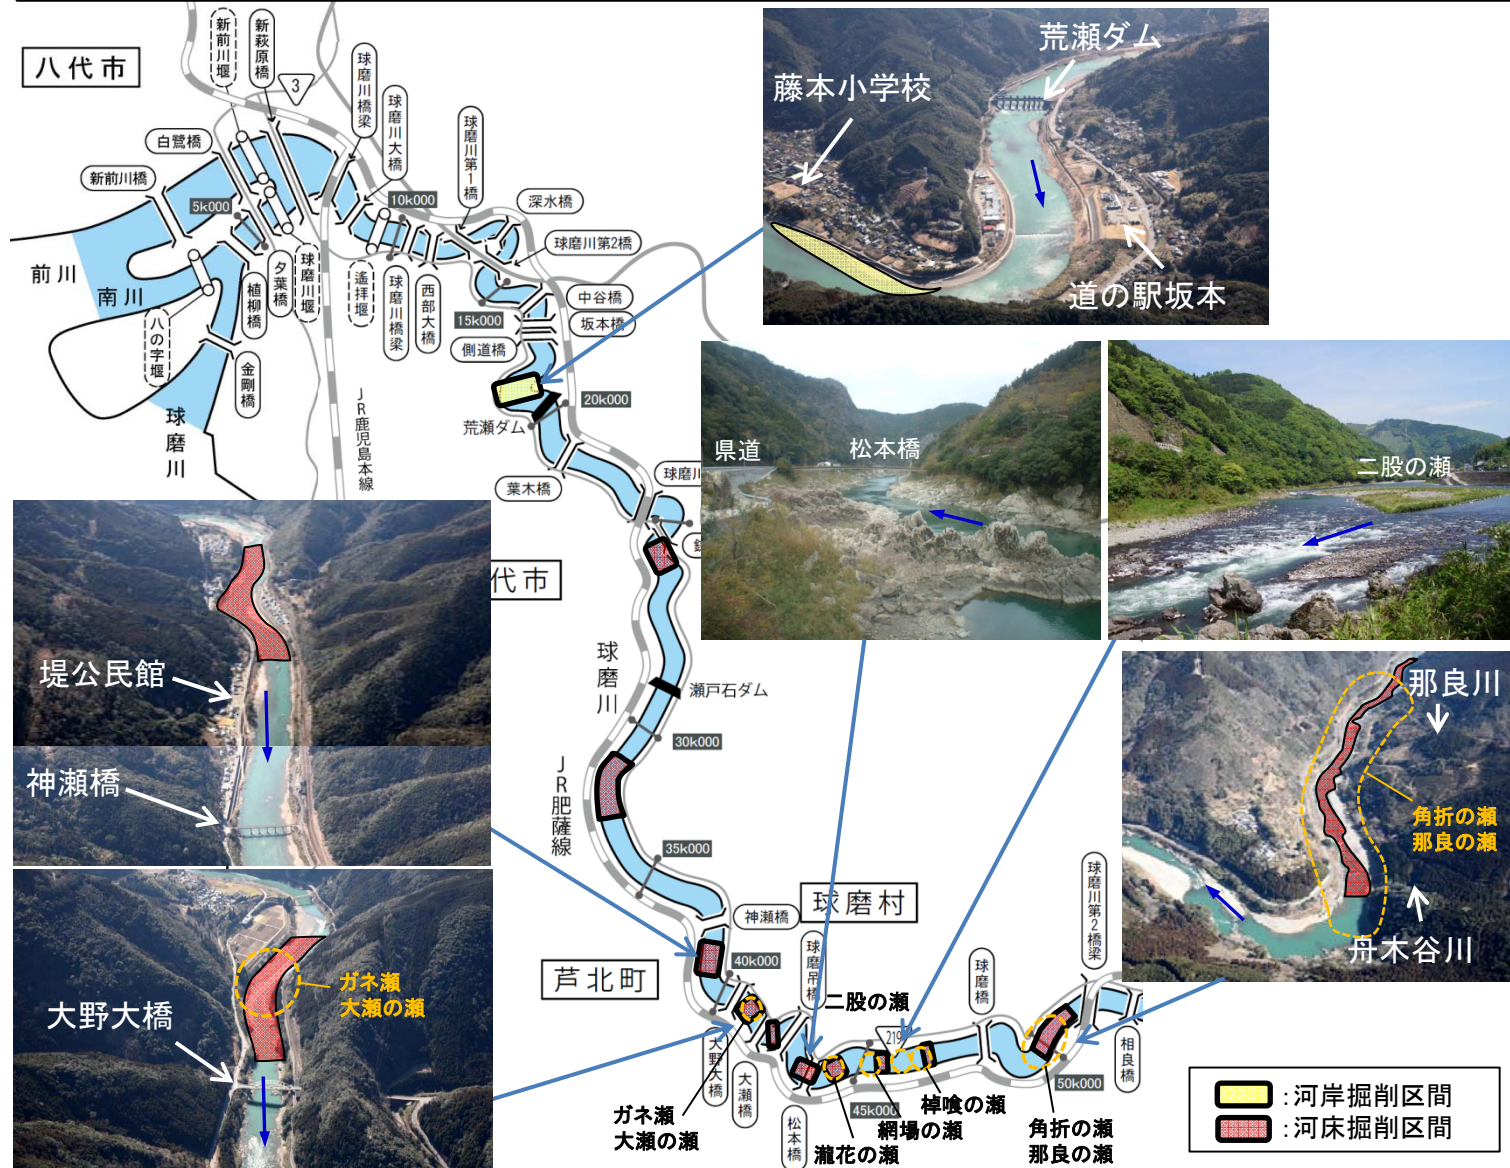 八代市
新前川堰
新萩原橋
3
球磨川橋梁
球磨川大橋
球磨川第1橋
白鷺橋
新前川橋
5k000
10k000
深水橋
球磨川第2橋
前川
南川
八の字堰
植柳橋
夕葉橋
球磨川堰
遙拝堰
球磨川橋梁
西部大橋
15k000
中谷橋
坂本橋
側道橋
金剛橋
球磨川
JR鹿児島本線
20k000
荒瀬ダム
葉木橋
球磨川
代市
球磨川
瀬戸石ダム
30k000
JR肥薩線
35k000
神瀬橋
球磨村
芦北町
40k000
球磨吊橋
二股の瀬
219
球磨橋
球磨川第2橋梁
大野大橋
大瀬橋
松本橋
45k000
50k000
相良橋
ガネ瀬
大瀬の瀬
瀧花の瀬
網場の瀬
棹喰の瀬
角折の瀬
那良の瀬
荒瀬ダム
藤本小学校
道の駅坂本
県道
松本橋
二股の瀬
那良川
角折の瀬
那良の瀬
舟木谷川
堤公民館
神瀬橋
ガネ瀬
大瀬の瀬
大野大橋
:河岸掘削区間
:河床掘削区間